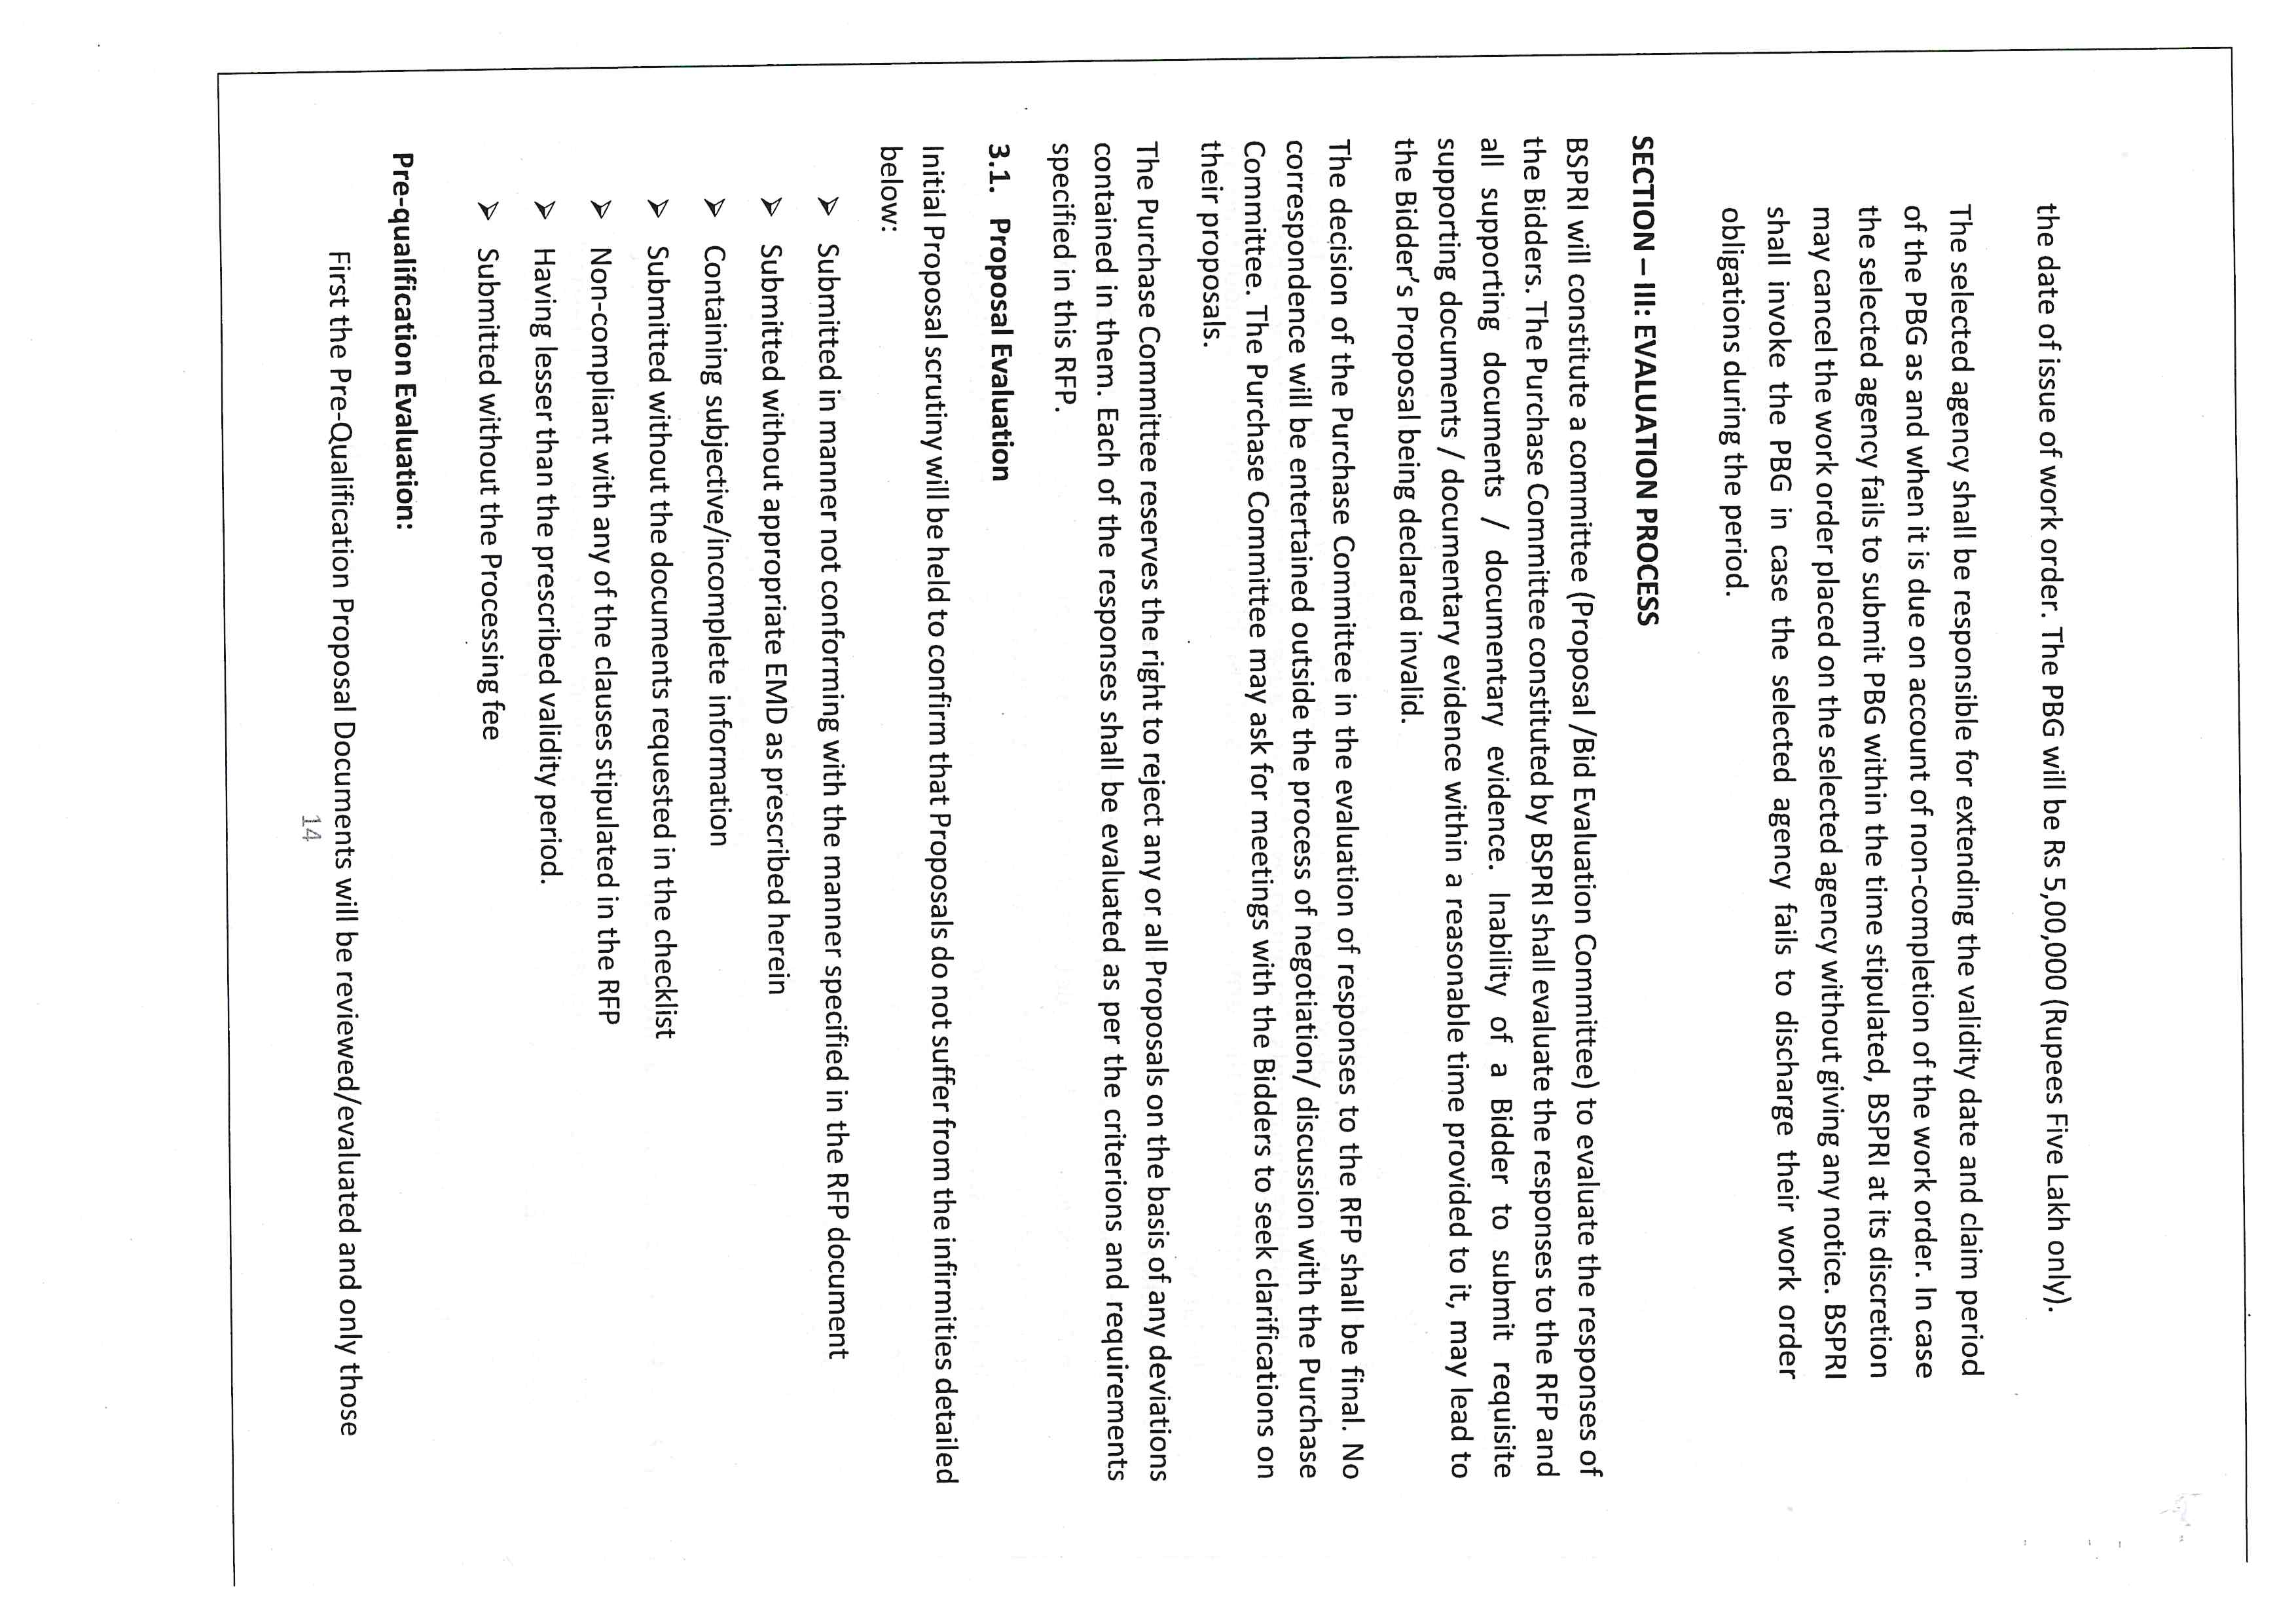 the date of issue of work order. The PBG will be Rs 5,00,000 (Rupees Five Lakh only).
The selected agency shall be responsible for extending the validity date and claim period
of the PBG as and when it is due on account of non-completion of the work order. In case
the selected agency fails to submit PBG within the time stipulated, BSPRI at its discretion
may cancel the work order placed on the selected agency without giving any notice. BSPRI
shall invoke the PBG in case the selected agency fails to discharge their work order
obligations during the period.
SECTION – III: EVALUATION PROCESS
BSPRI will constitute a committee (Proposal /Bid Evaluation Committee) to evaluate the responses of
the Bidders. The Purchase Committee constituted by BSPRI shall evaluate the responses to the RFP and
all supporting documents / documentary evidence. Inability of a Bidder to submit requisite
supporting documents / documentary evidence within a reasonable time provided to it, may lead to
the Bidder's Proposal being declared invalid.
The decision of the Purchase Committee in the evaluation of responses to the RFP shall be final. No
correspondence will be entertained outside the process of negotiation/ discussion with the Purchase
Committee. The Purchase Committee may ask for meetings with the Bidders to seek clarifications on
their proposals.
The Purchase Committee reserves the right to reject any or all Proposals on the basis of any deviations
contained in them. Each of the responses shall be evaluated as per the criterions and requirements
specified in this RFP.
3.1. Proposal Evaluation
Initial Proposal scrutiny will be held to confirm that Proposals do not suffer from the infirmities detailed
below:
➢ Submitted in manner not conforming with the manner specified in the RFP document
➢ Submitted without appropriate EMD as prescribed herein
➢ Containing subjective/incomplete information
➢ Submitted without the documents requested in the checklist
➢ Non-compliant with any of the clauses stipulated in the RFP
➢ Having lesser than the prescribed validity period.
➢ Submitted without the Processing fee
Pre-qualification Evaluation:
First the Pre-Qualification Proposal Documents will be reviewed/evaluated and only those
14